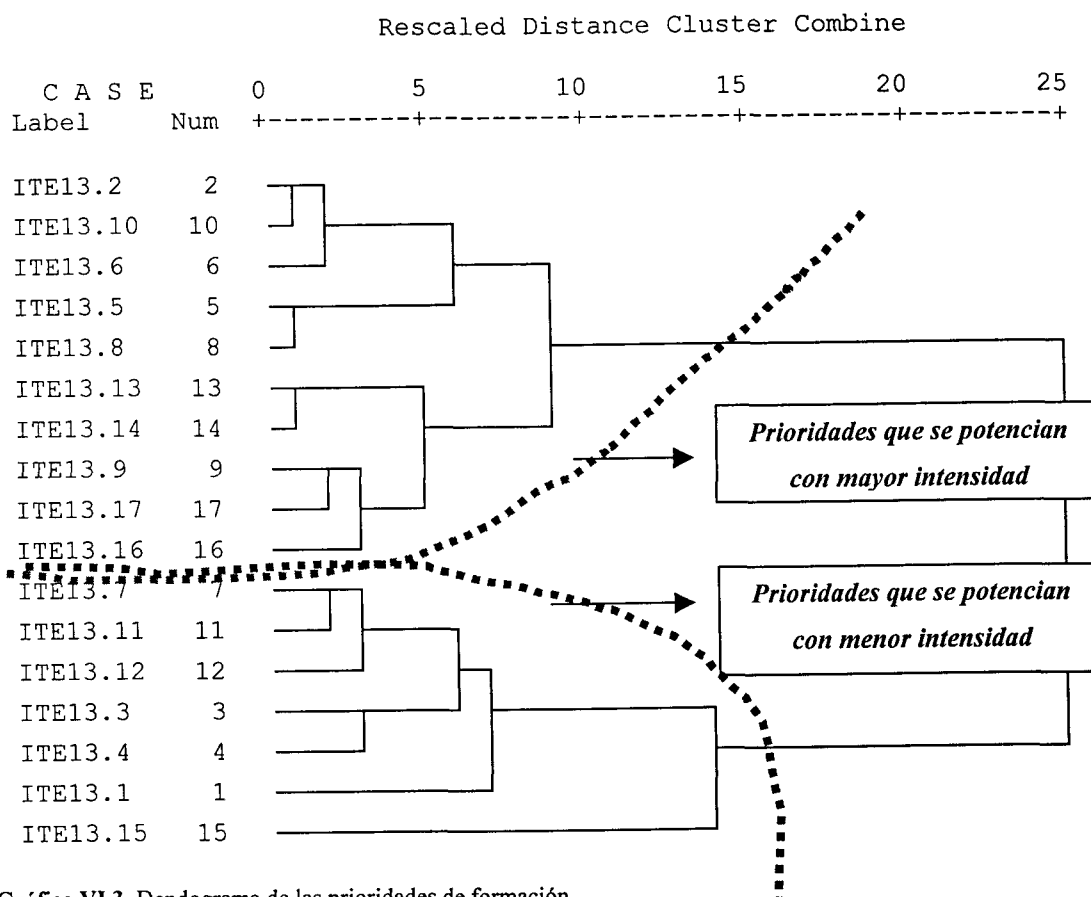 Rescaled Distance Cluster Combine
C A S E 0 5 10 15 20 25
Label Num +---------+---------+---------+---------+---------+
ITE13.2 2
ITE13.10 10
ITE13.6 6
ITE13.5 5
ITE13.8 8
ITE13.13 13
ITE13.14 14
Prioridades que se potencian
con mayor intensidad
ITE13.9 9
ITE13.17 17
ITE13.16 16
ITE13.7 7
Prioridades que se potencian
con menor intensidad
ITE13.11 11
ITE13.12 12
ITE13.3 3
ITE13.4 4
ITE13.1 1
ITE13.15 15
Gráfico VI.3. Dendograma de las prioridades de formación